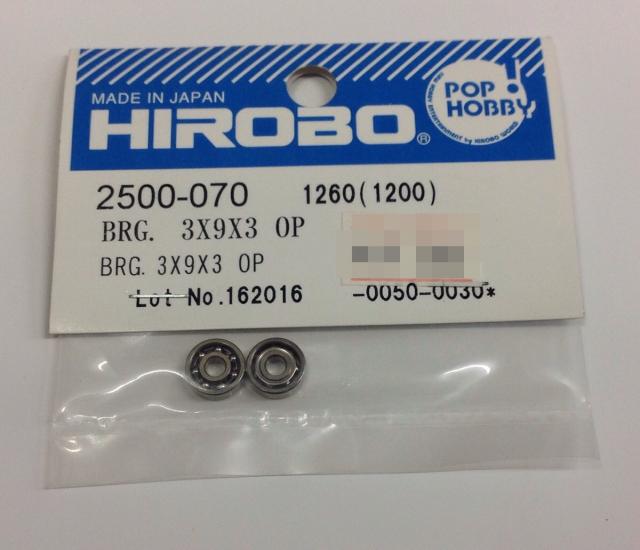 MADE IN JAPAN
HIROBO®
POP!
HOBBY
2500-070 1260(1200)
BRG. 3X9X3 OP
BRG. 3X9X3 OP
Lot No.162016 -0050-0030*